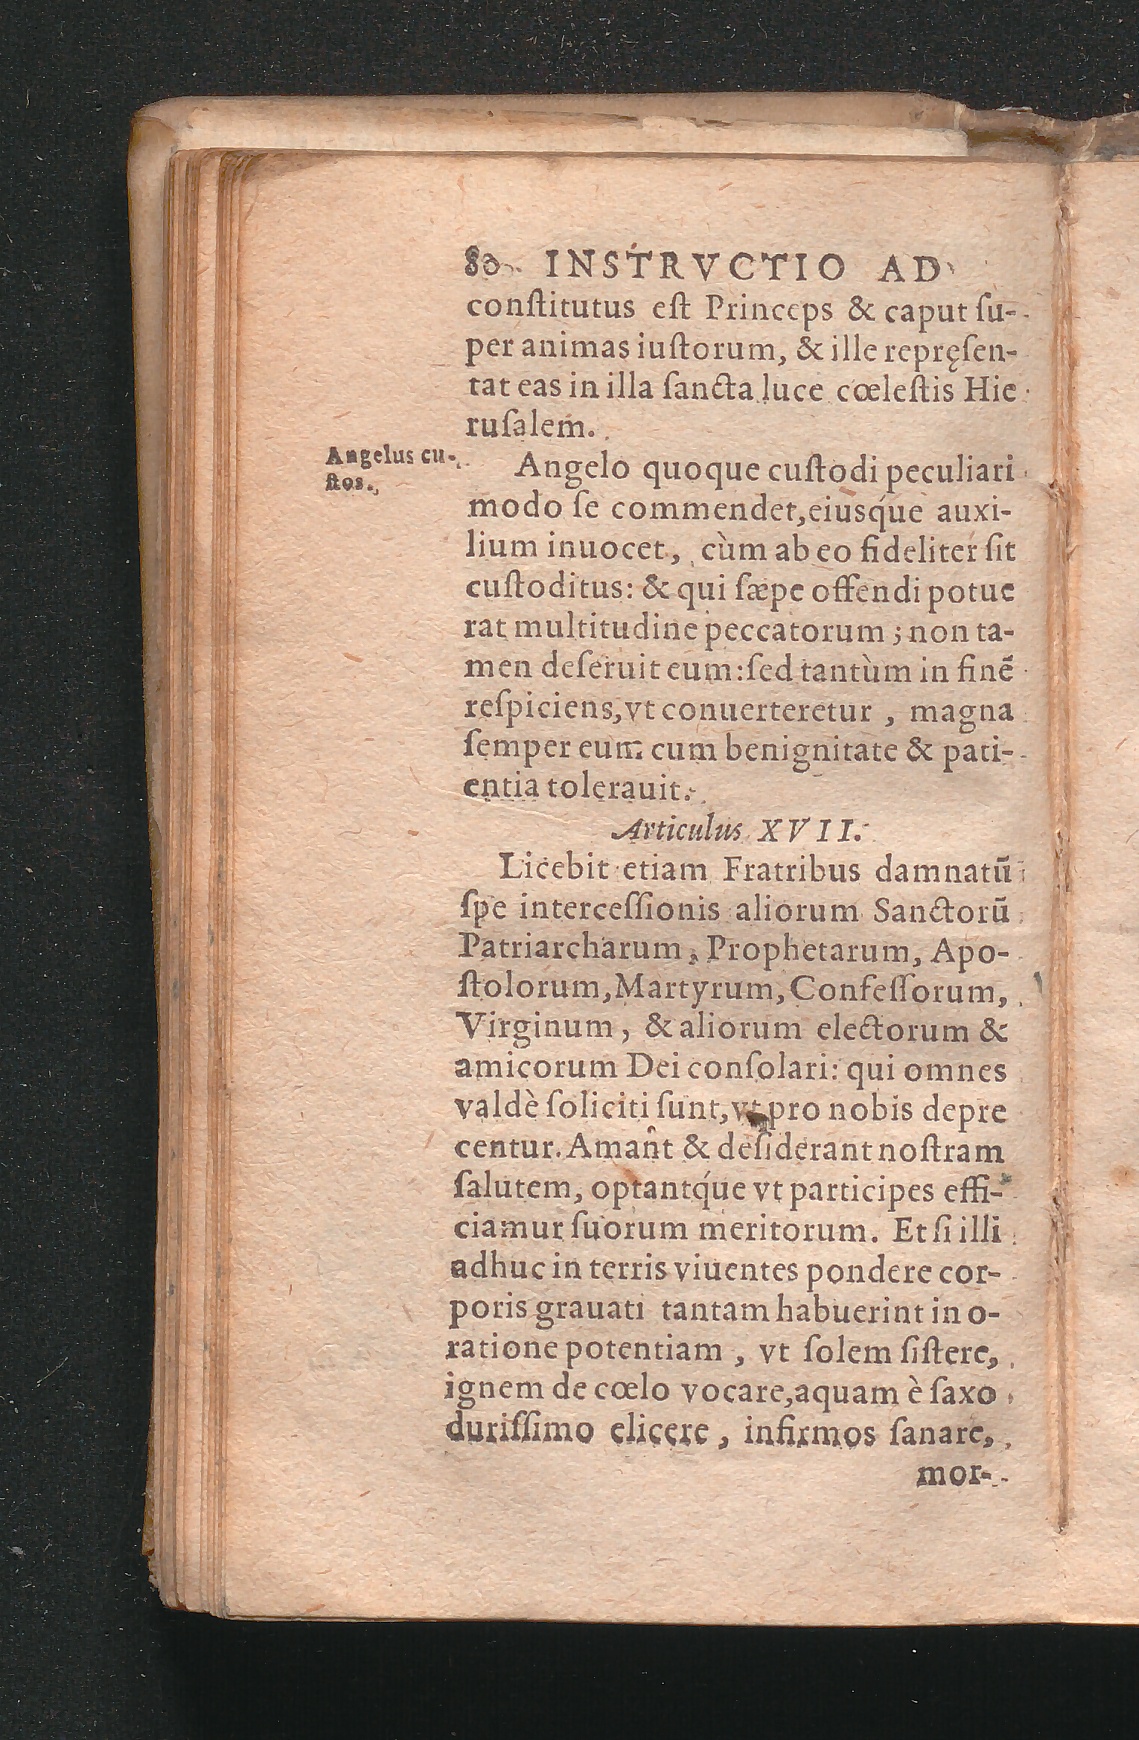 80 INSTRVCTIO AD
conſtitutus eſt Princeps & caput ſu-
per animas iuſtorum, & ille repręſen-
tat eas in illa ſancta luce cœleſtis Hie
ruſalem.
Angelus cu-
ſtos.
Angelo quoque cuſtodi peculiari
modo ſe commendet, eiusq́ue auxi-
lium inuocet, cùm ab eo fideliter ſit
cuſtoditus: & qui ſæpe offendi potue
rat multitudine peccatorum; non ta-
men deſeruit eum: ſed tantùm in finē
reſpiciens, vt conuerteretur, magna
ſemper eum cum benignitate & pati-
entia tolerauit.
Articulus XVII.
Licebit etiam Fratribus damnatū
ſpe interceſſionis aliorum Sanctorū
Patriarcharum, Prophetarum, Apo-
ſtolorum, Martyrum, Confeſſorum,
Virginum, & aliorum electorum &
amicorum Dei conſolari: qui omnes
valdè ſoliciti ſunt, vt pro nobis depre
centur. Aman̂t & deſiderant noſtram
ſalutem, optantq́ue vt participes effi-
ciamur ſuorum meritorum. Et ſi illi
adhuc in terris viuentes pondere cor-
poris grauati tantam habuerint in o-
ratione potentiam, vt ſolem ſiſtere,
ignem de cœlo vocare, aquam è ſaxo
duriſſimo elicere, infirmos ſanare,
mor-